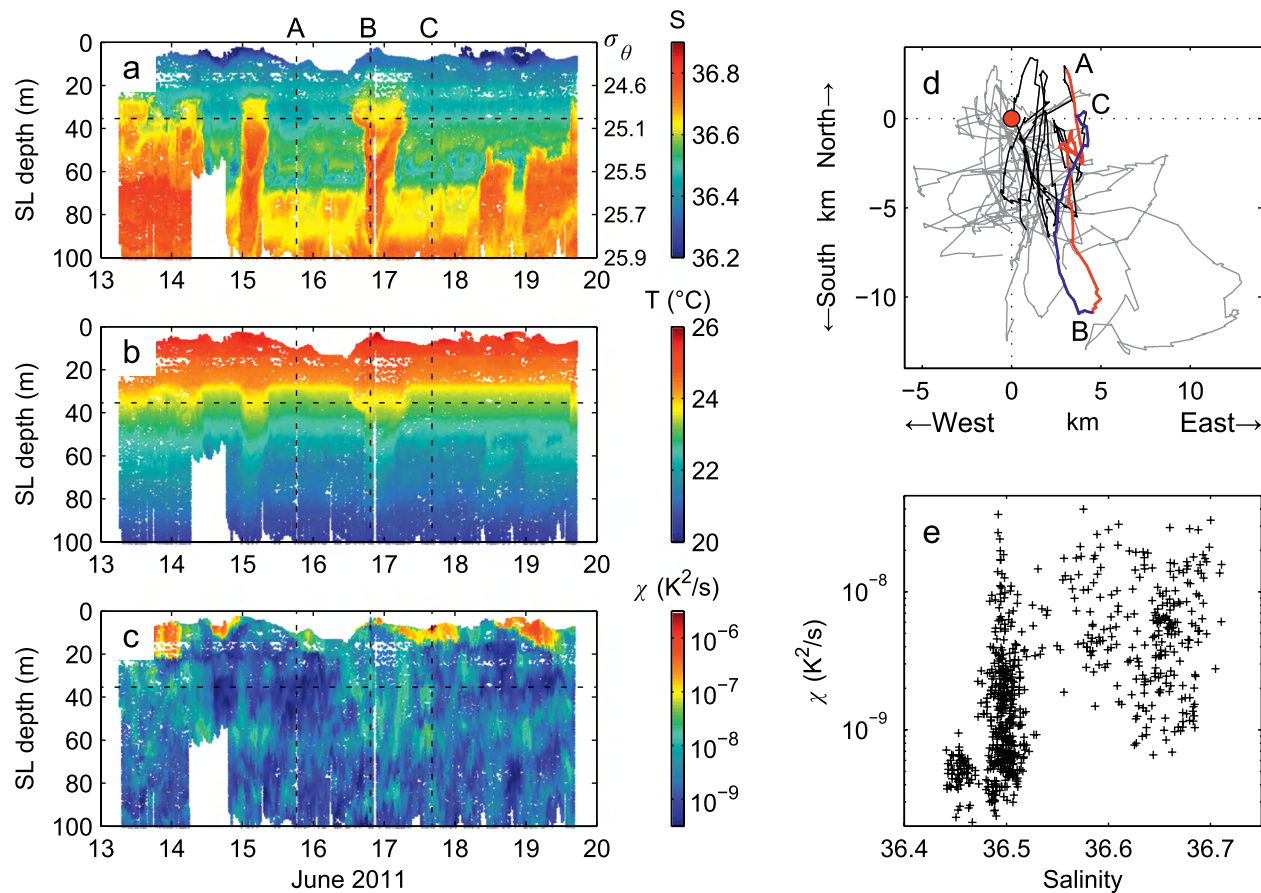 A B C
S
σθ
a
0
20
40
60
80
100
SL depth (m)
24.6
25.1
25.5
25.7
25.9
36.8
36.6
36.4
36.2
13 14 15 16 17 18 19 20
T (°C)
b
0
20
40
60
80
100
SL depth (m)
26
24
22
20
13 14 15 16 17 18 19 20
χ (K²/s)
c
0
20
40
60
80
100
SL depth (m)
10⁻⁶
10⁻⁷
10⁻⁸
10⁻⁹
13 14 15 16 17 18 19 20
June 2011
d
A
C
B
0
−5
−10
←South km North→
−5 0 5 10
←West km East→
e
10⁻⁸
10⁻⁹
χ (K²/s)
36.4 36.5 36.6 36.7
Salinity